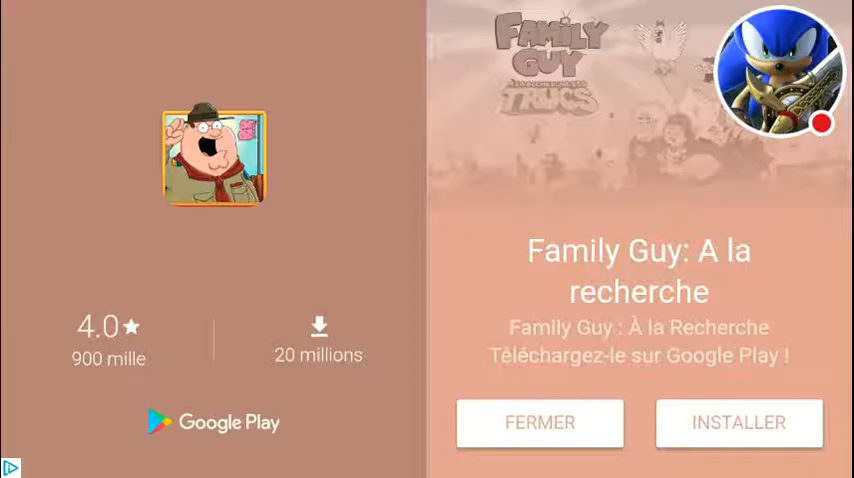 4.0★
900 mille
20 millions
Google Play
FAMILY
GUY
TRUCS
Family Guy: A la
recherche
Family Guy : À la Recherche
Téléchargez-le sur Google Play !
FERMER
INSTALLER